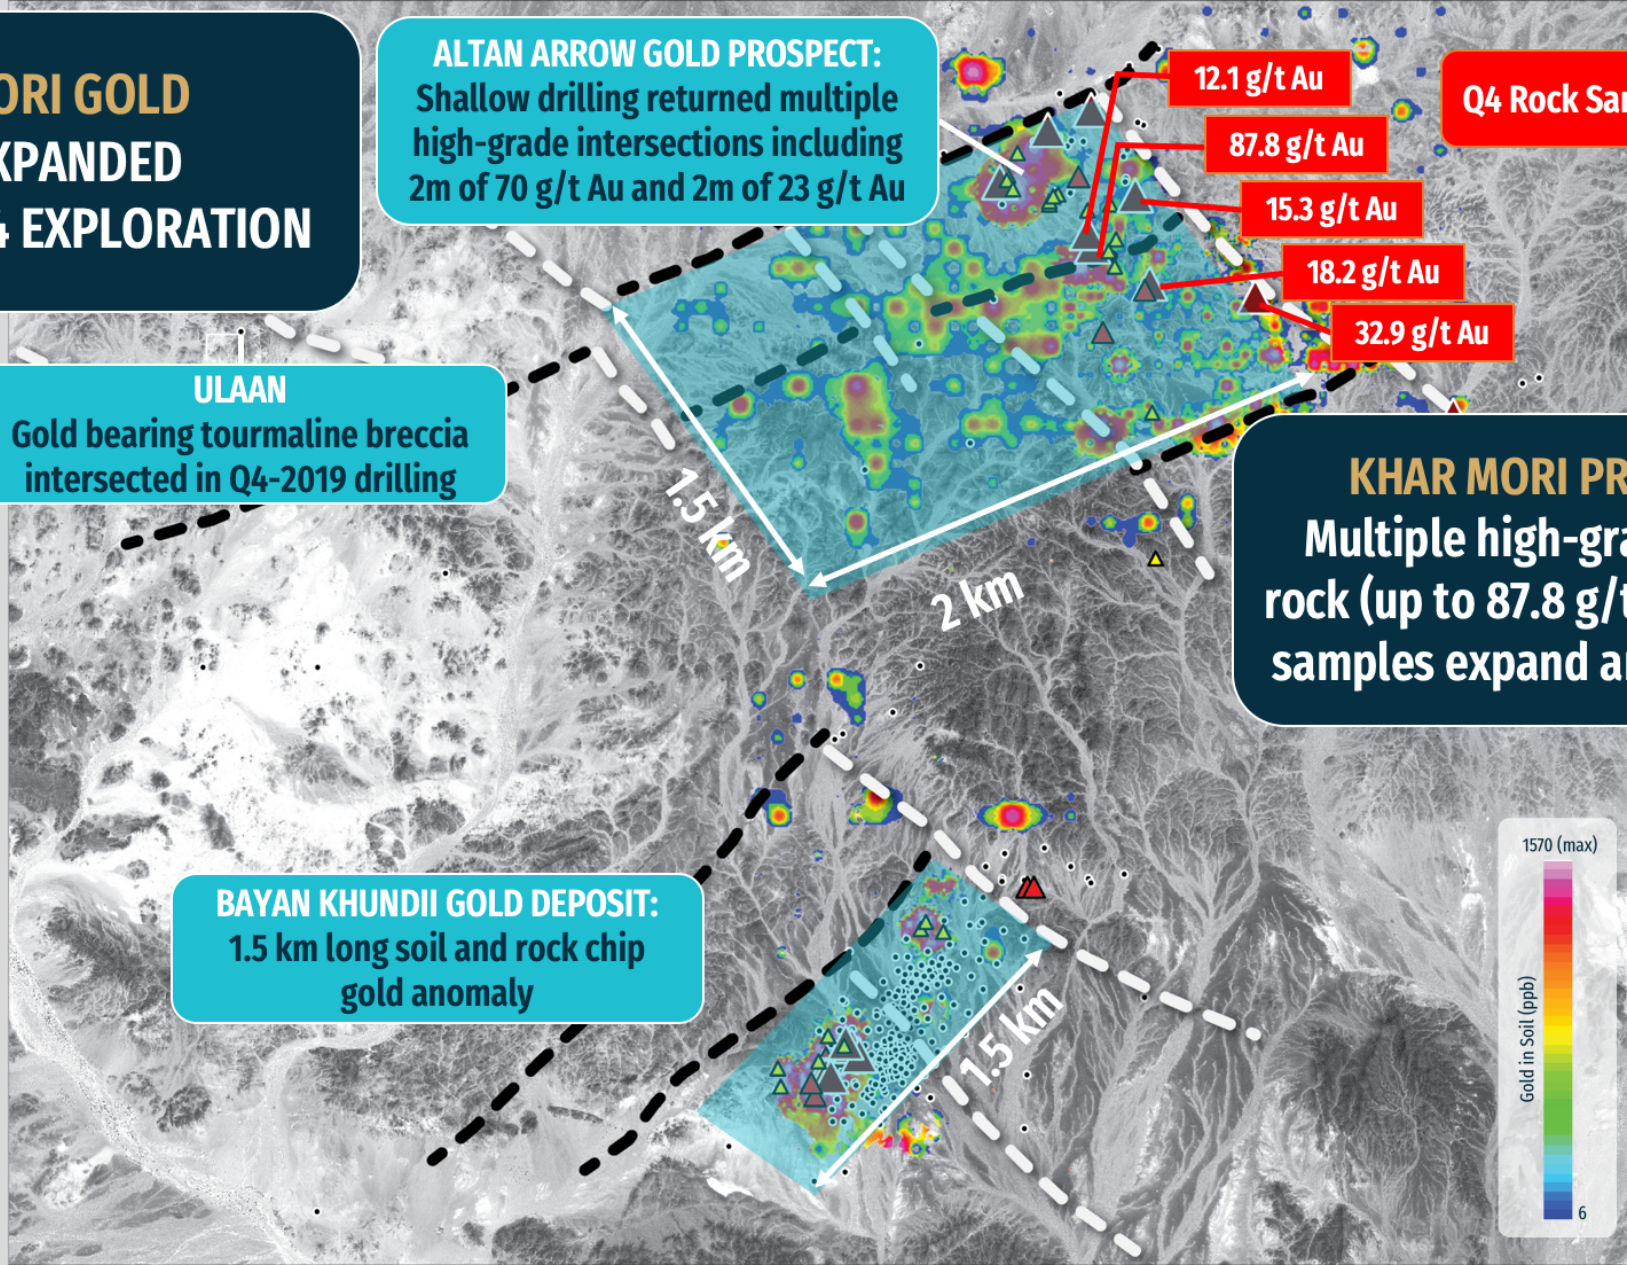 ORI GOLD
XPANDED
4 EXPLORATION
ALTAN ARROW GOLD PROSPECT:
Shallow drilling returned multiple
high-grade intersections including
2m of 70 g/t Au and 2m of 23 g/t Au
12.1 g/t Au
87.8 g/t Au
15.3 g/t Au
18.2 g/t Au
32.9 g/t Au
Q4 Rock Sam
ULAAN
Gold bearing tourmaline breccia
intersected in Q4-2019 drilling
1.5 km
2 km
KHAR MORI PR
Multiple high-gra
rock (up to 87.8 g/t
samples expand an
BAYAN KHUNDII GOLD DEPOSIT:
1.5 km long soil and rock chip
gold anomaly
1.5 km
1570 (max)
Gold in Soil (ppb)
6